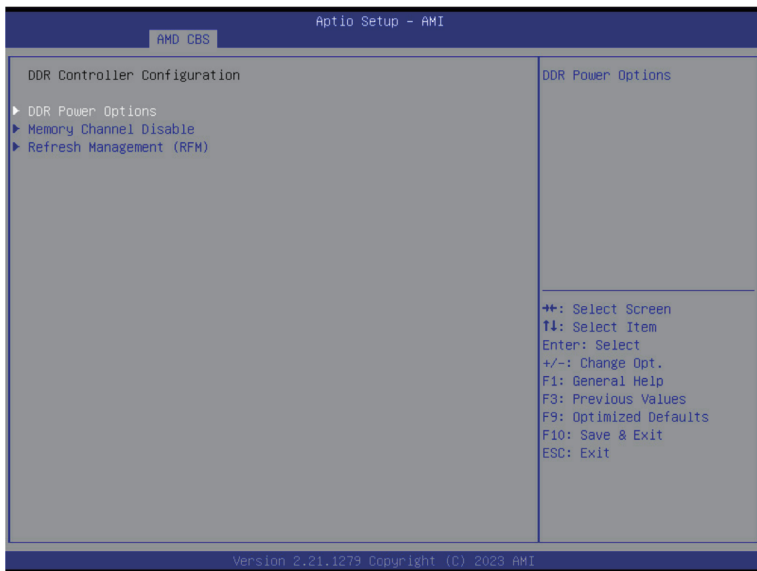 Aptio Setup - AMI
AMD CBS
DDR Controller Configuration
DDR Power Options
Memory Channel Disable
Refresh Management (RFM)
DDR Power Options
→←: Select Screen
↑↓: Select Item
Enter: Select
+/-: Change Opt.
F1: General Help
F3: Previous Values
F9: Optimized Defaults
F10: Save & Exit
ESC: Exit
Version 2.21.1279 Copyright (C) 2023 AMI